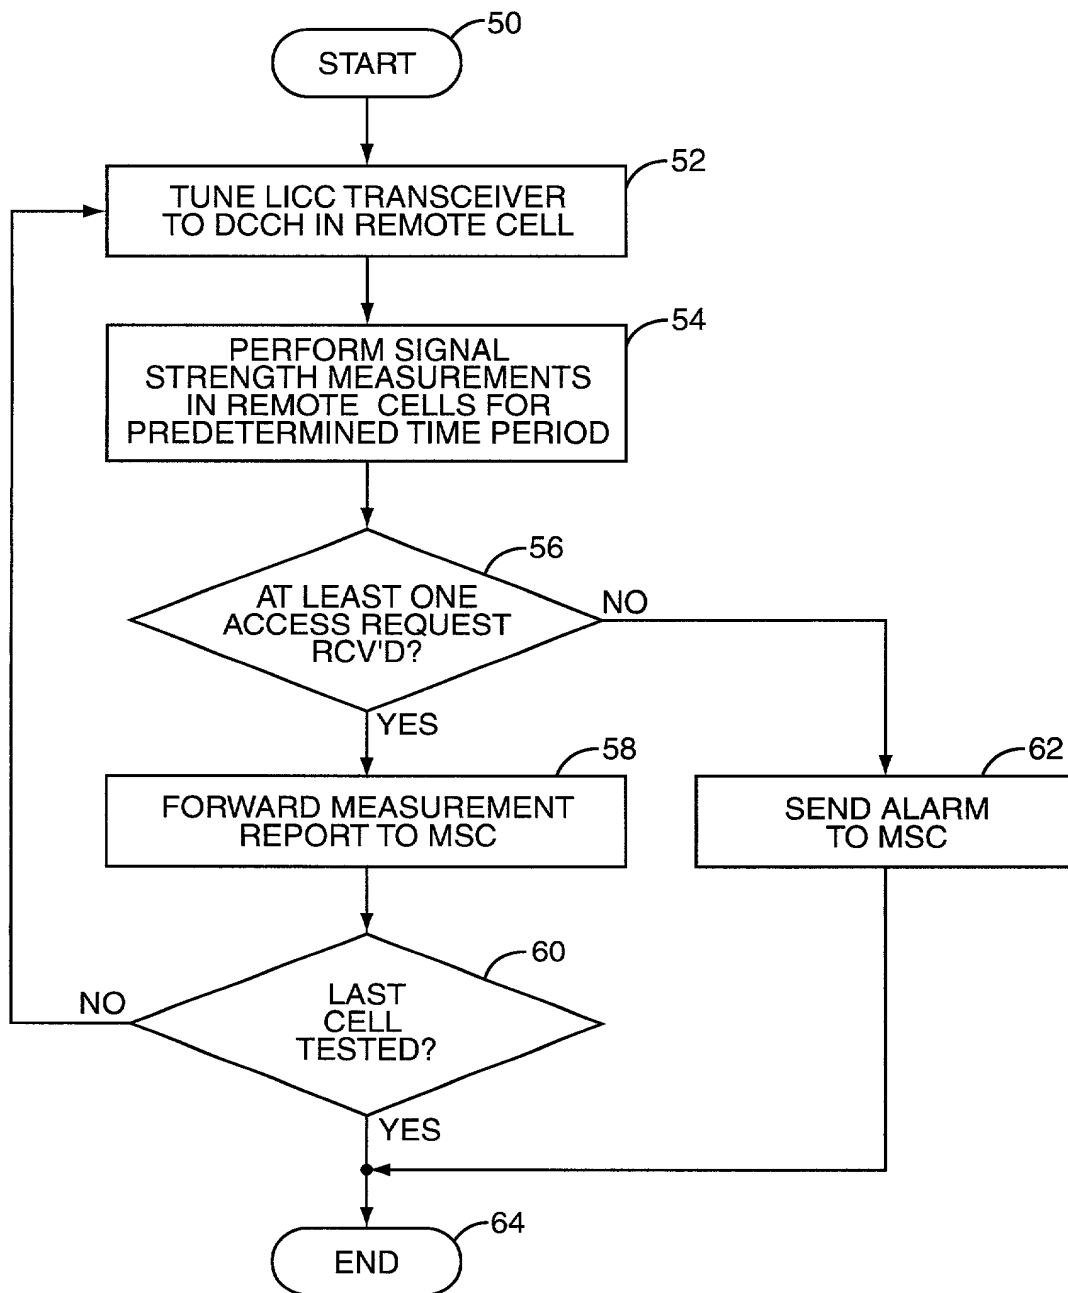 50
START
52
TUNE LICC TRANSCEIVER
TO DCCH IN REMOTE CELL
54
PERFORM SIGNAL
STRENGTH MEASUREMENTS
IN REMOTE CELLS FOR
PREDETERMINED TIME PERIOD
56
AT LEAST ONE
ACCESS REQUEST
RCV'D?
NO
YES
58
FORWARD MEASUREMENT
REPORT TO MSC
62
SEND ALARM
TO MSC
60
LAST
CELL
TESTED?
NO
YES
64
END